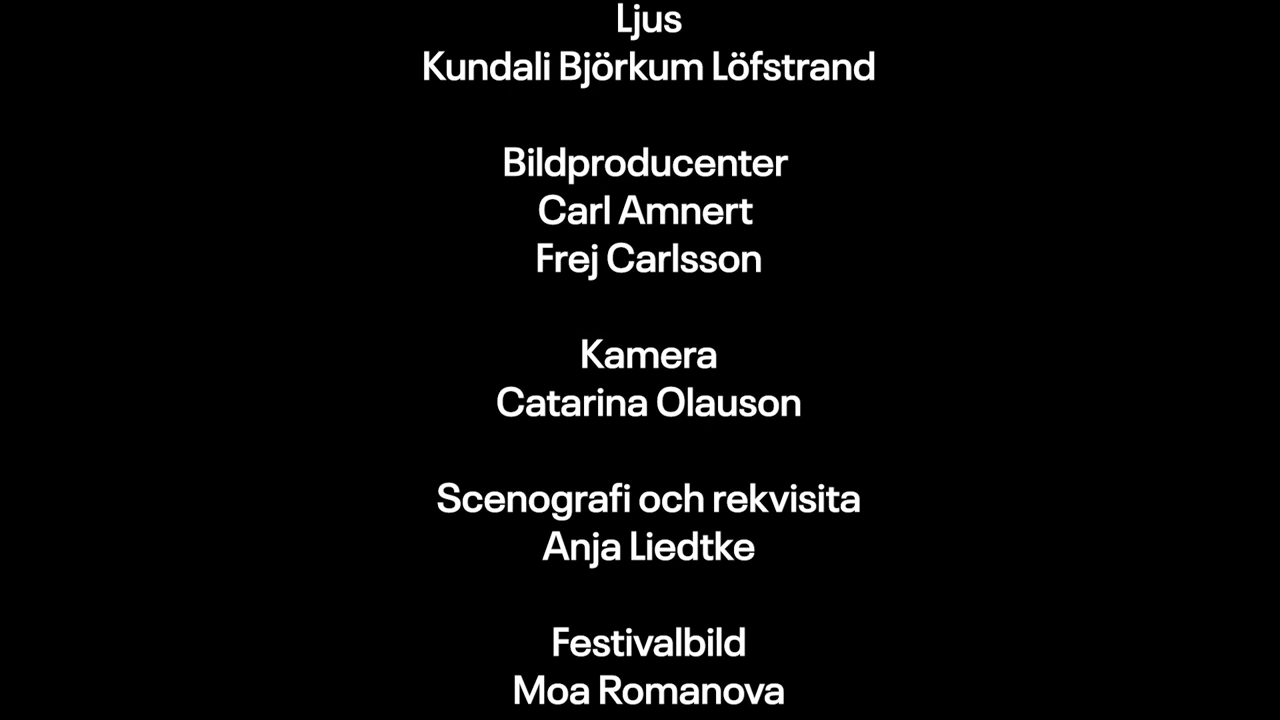 Ljus
Kundali Björkum Löfstrand
Bildproducenter
Carl Amnert
Frej Carlsson
Kamera
Catarina Olauson
Scenografi och rekvisita
Anja Liedtke
Festivalbild
Moa Romanova